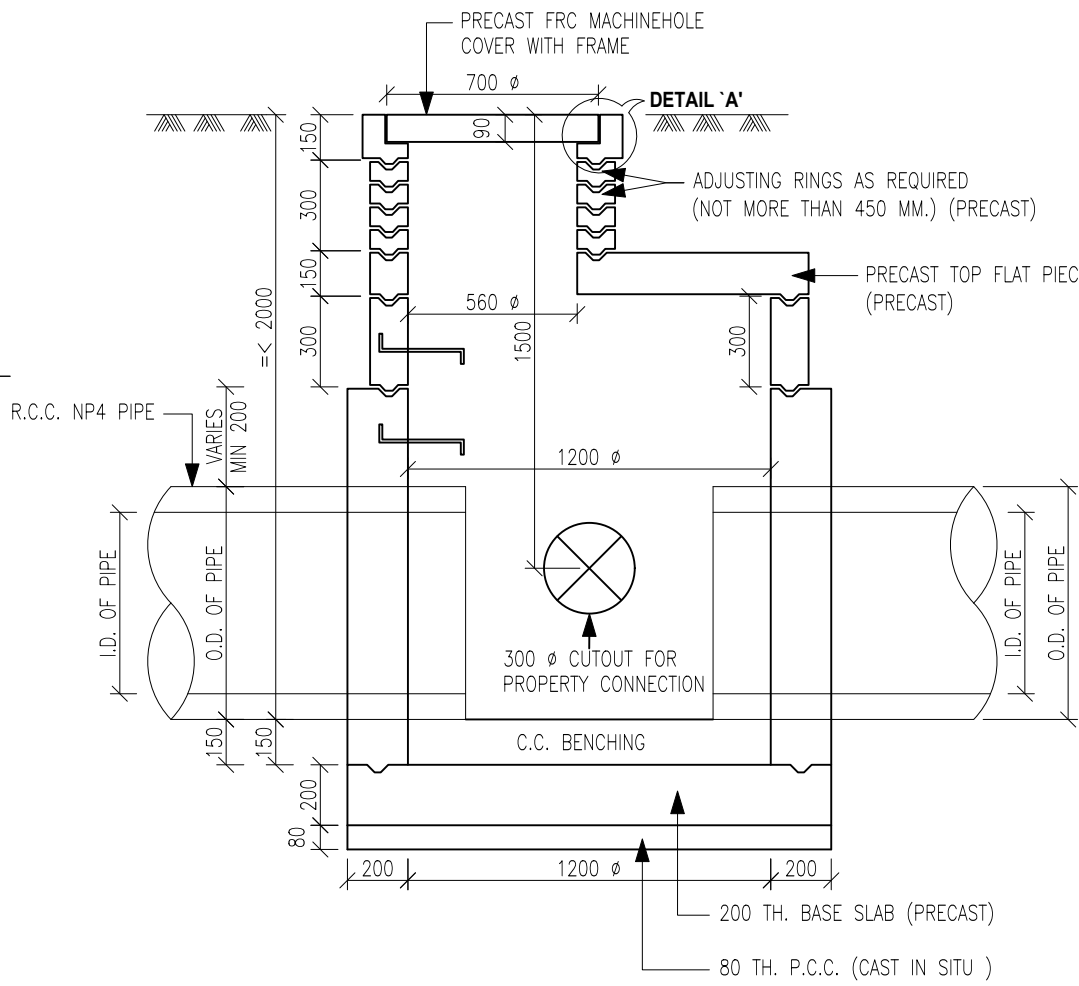 PRECAST FRC MACHINEHOLE
COVER WITH FRAME
700 ø
DETAIL `A'
150
90
ADJUSTING RINGS AS REQUIRED
(NOT MORE THAN 450 MM.) (PRECAST)
300
150
PRECAST TOP FLAT PIEC
(PRECAST)
560 ø
=< 2000
1500
300
300
R.C.C. NP4 PIPE
VARIES
MIN 200
1200 ø
I.D. OF PIPE
O.D. OF PIPE
I.D. OF PIPE
O.D. OF PIPE
300 ø CUTOUT FOR
PROPERTY CONNECTION
150
150
C.C. BENCHING
200
80
200
1200 ø
200
200 TH. BASE SLAB (PRECAST)
80 TH. P.C.C. (CAST IN SITU )